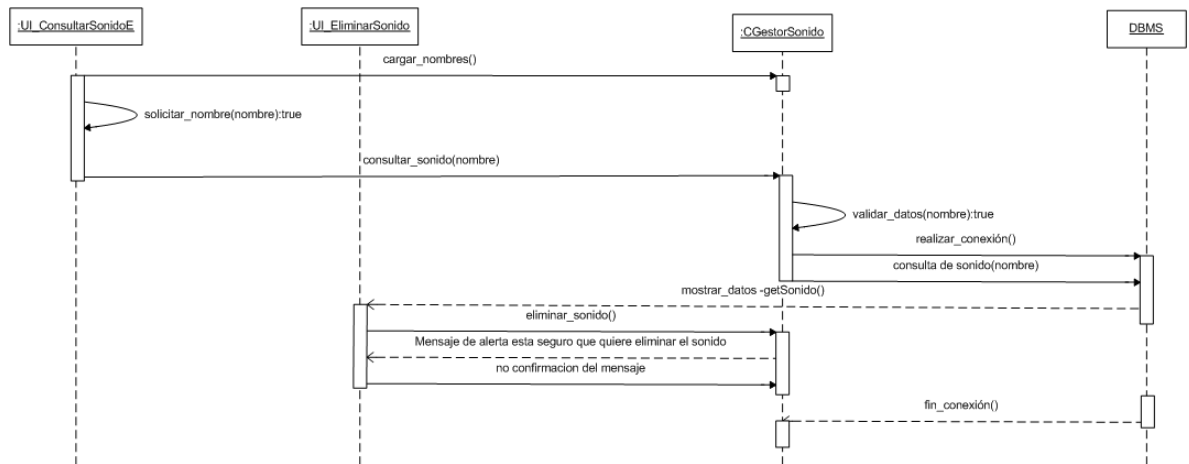 :UI_ConsultarSonidoE
:UI_EliminarSonido
:CGestorSonido
DBMS
cargar_nombres()
solicitar_nombre(nombre):true
consultar_sonido(nombre)
validar_datos(nombre):true
realizar_conexión()
consulta de sonido(nombre)
mostrar_datos -getSonido()
eliminar_sonido()
Mensaje de alerta esta seguro que quiere eliminar el sonido
no confirmacion del mensaje
fin_conexión()